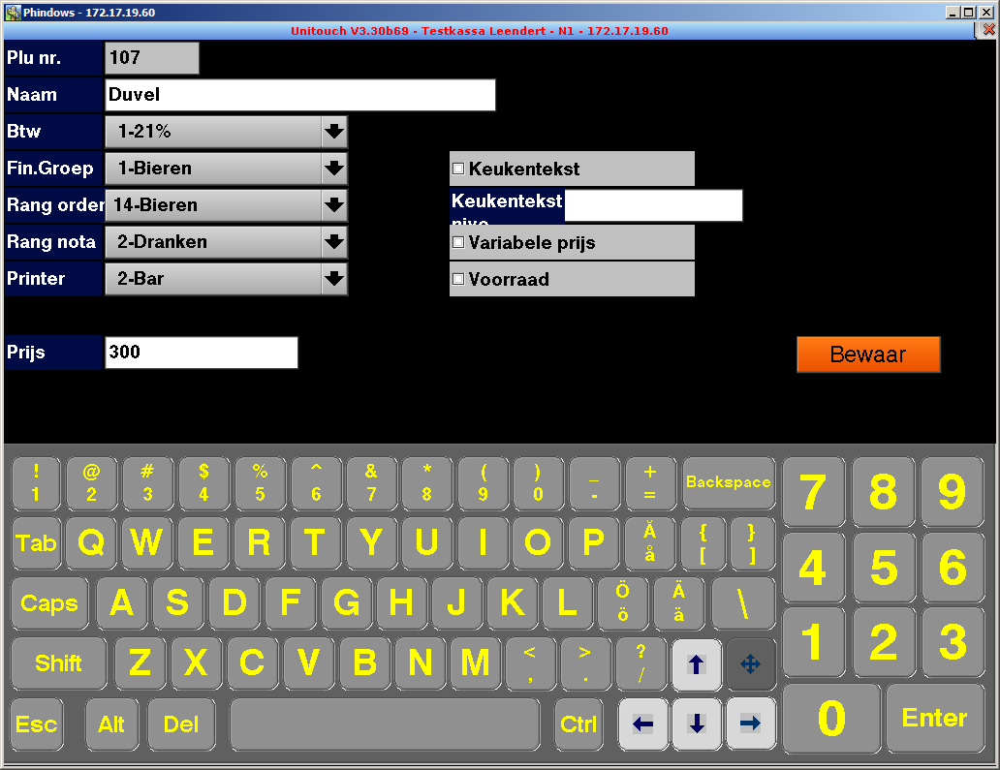 Phindows - 172.17.19.60
Unitouch V3.30b69 - Testkassa Leendert - N1 - 172.17.19.60
Plu nr. 107
Naam Duvel
Btw 1-21%
Fin.Groep 1-Bieren Keukentekst
Rang order 14-Bieren Keukentekst nivo
Rang nota 2-Dranken Variabele prijs
Printer 2-Bar Voorraad
Prijs 300 Bewaar
! @ # $ % ^ & * ( ) _ +
1 2 3 4 5 6 7 8 9 0 - = Backspace 7 8 9
Tab Q W E R T Y U I O P Å å { [ } ] 4 5 6
Caps A S D F G H J K L Ö ö Ä ä \
Shift Z X C V B N M < , > . ? / 1 2 3
Esc Alt Del Ctrl 0 Enter